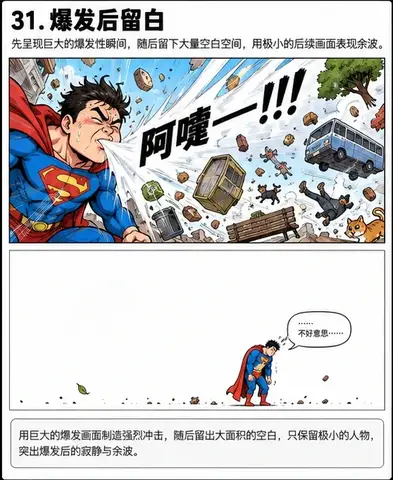 31. 爆发后留白
先呈现巨大的爆发性瞬间，随后留下大量空白空间，用极小的后续画面表现余波。
阿嚏—!!!
S
……
不好意思……
用巨大的爆发画面制造强烈冲击，随后留出大面积的空白，只保留极小的人物，
突出爆发后的寂静与余波。